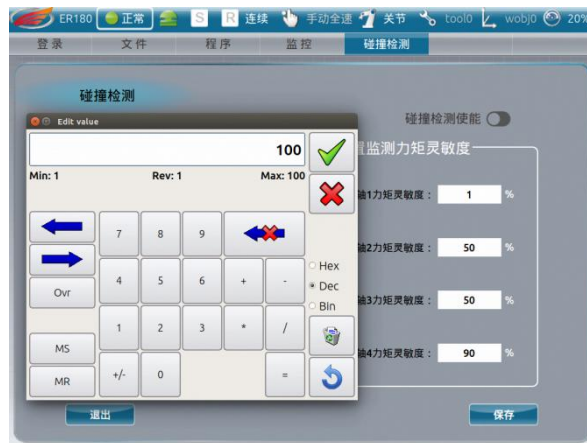 ER180 正常 S R 连续 手动全速 关节 tool0 wobj0 20%
登录 文件 程序 监控 碰撞检测
碰撞检测
碰撞检测使能
Edit value
100
置监测力矩灵敏度
Min: 1 Rev: 1 Max: 100
轴1力矩灵敏度： 1 %
7 8 9
轴2力矩灵敏度： 50 %
Hex
Ovr 4 5 6 + - Dec
轴3力矩灵敏度： 50 %
Bin
1 2 3 * /
MS
轴4力矩灵敏度： 90 %
MR +/- 0 =
退出 保存